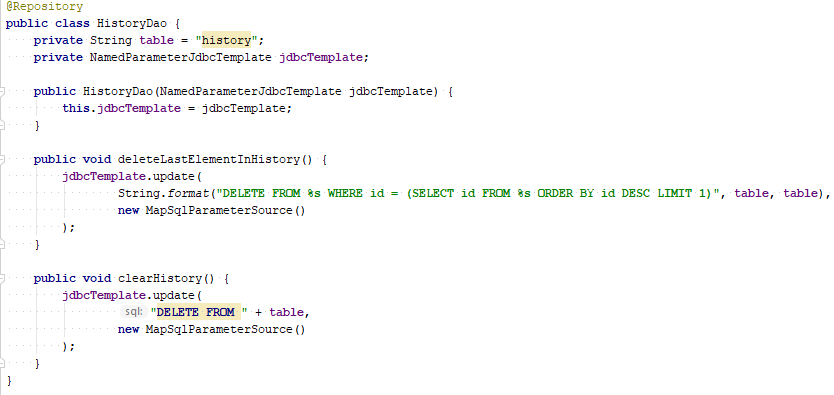 @Repository
public class HistoryDao {
    private String table = "history";
    private NamedParameterJdbcTemplate jdbcTemplate;
    public HistoryDao(NamedParameterJdbcTemplate jdbcTemplate) {
        this.jdbcTemplate = jdbcTemplate;
    }
    public void deleteLastElementInHistory() {
        jdbcTemplate.update(
                String.format("DELETE FROM %s WHERE id = (SELECT id FROM %s ORDER BY id DESC LIMIT 1)", table, table),
                new MapSqlParameterSource()
        );
    }
    public void clearHistory() {
        jdbcTemplate.update(
                sql: "DELETE FROM " + table,
                new MapSqlParameterSource()
        );
    }
}